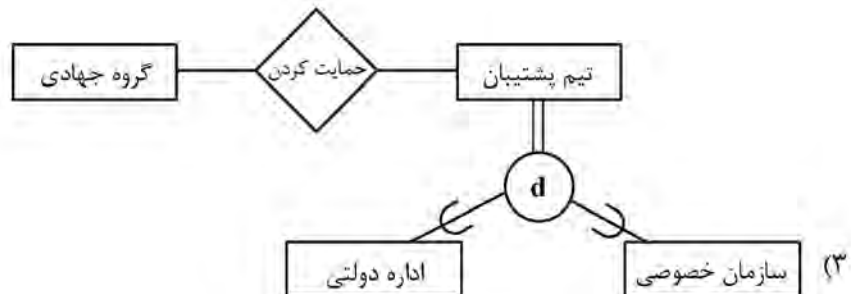 تیم پشتیبان
حمایت کردن
گروه جهادی
d
۳) سازمان خصوصی
اداره دولتی